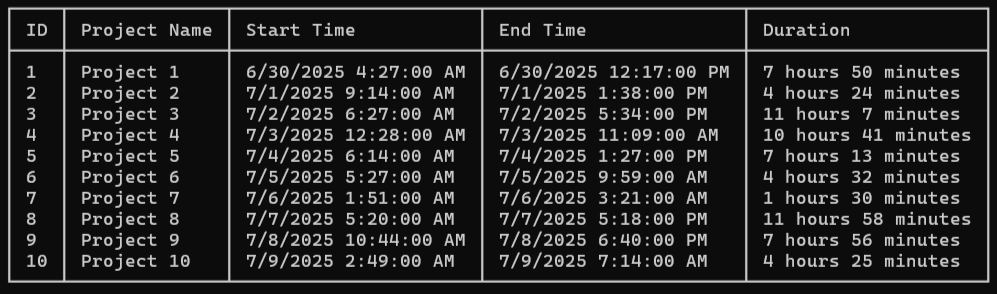 ID Project Name Start Time End Time Duration
1 Project 1 6/30/2025 4:27:00 AM 6/30/2025 12:17:00 PM 7 hours 50 minutes
2 Project 2 7/1/2025 9:14:00 AM 7/1/2025 1:38:00 PM 4 hours 24 minutes
3 Project 3 7/2/2025 6:27:00 AM 7/2/2025 5:34:00 PM 11 hours 7 minutes
4 Project 4 7/3/2025 12:28:00 AM 7/3/2025 11:09:00 AM 10 hours 41 minutes
5 Project 5 7/4/2025 6:14:00 AM 7/4/2025 1:27:00 PM 7 hours 13 minutes
6 Project 6 7/5/2025 5:27:00 AM 7/5/2025 9:59:00 AM 4 hours 32 minutes
7 Project 7 7/6/2025 1:51:00 AM 7/6/2025 3:21:00 AM 1 hours 30 minutes
8 Project 8 7/7/2025 5:20:00 AM 7/7/2025 5:18:00 PM 11 hours 58 minutes
9 Project 9 7/8/2025 10:44:00 AM 7/8/2025 6:40:00 PM 7 hours 56 minutes
10 Project 10 7/9/2025 2:49:00 AM 7/9/2025 7:14:00 AM 4 hours 25 minutes